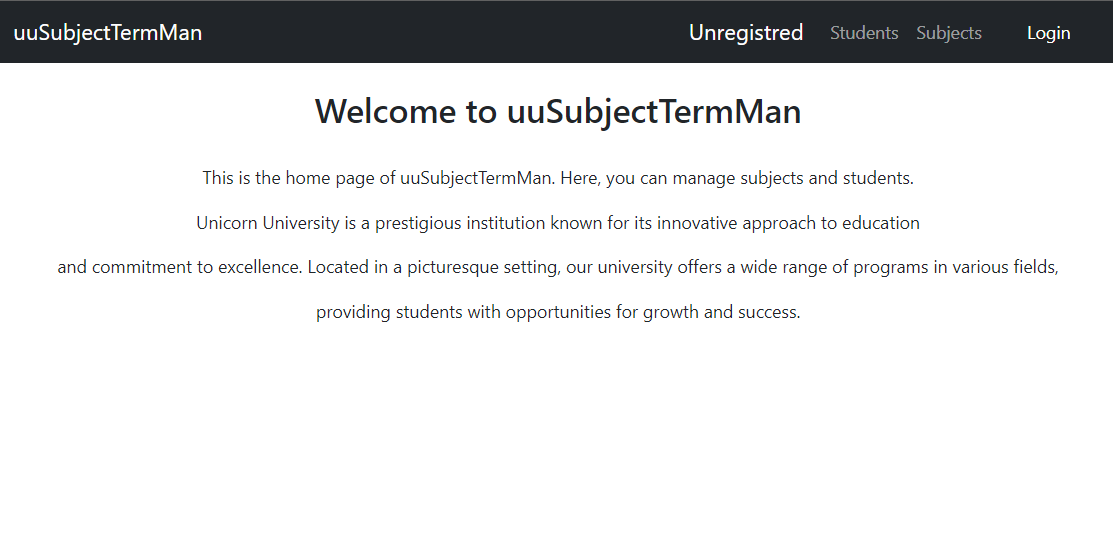 uuSubjectTermMan Unregistred Students Subjects Login
Welcome to uuSubjectTermMan
This is the home page of uuSubjectTermMan. Here, you can manage subjects and students.
Unicorn University is a prestigious institution known for its innovative approach to education
and commitment to excellence. Located in a picturesque setting, our university offers a wide range of programs in various fields,
providing students with opportunities for growth and success.